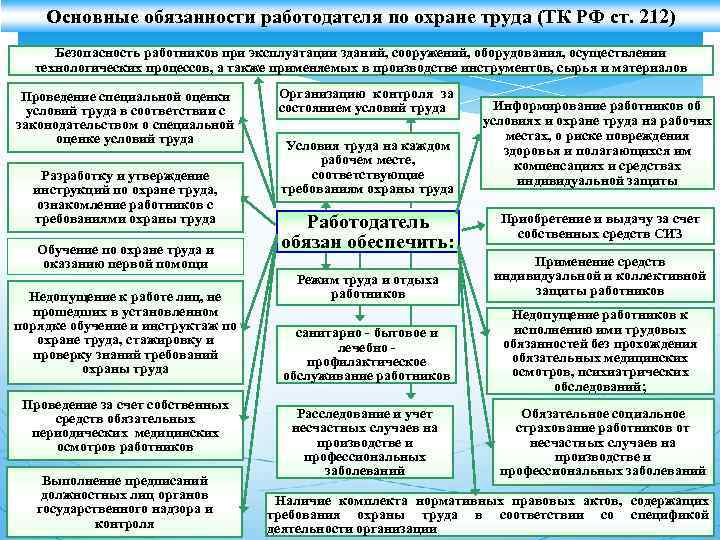 Основные обязанности работодателя по охране труда (ТК РФ ст. 212)
Безопасность работников при эксплуатации зданий, сооружений, оборудования, осуществлении
технологических процессов, а также применяемых в производстве инструментов, сырья и материалов
Проведение специальной оценки
условий труда в соответствии с
законодательством о специальной
оценке условий труда
Разработку и утверждение
инструкций по охране труда,
ознакомление работников с
требованиями охраны труда
Обучение по охране труда и
оказанию первой помощи
Недопущение к работе лиц, не
прошедших в установленном
порядке обучение и инструктаж по
охране труда, стажировку и
проверку знаний требований
охраны труда
Проведение за счет собственных
средств обязательных
периодических медицинских
осмотров работников
Выполнение предписаний
должностных лиц органов
государственного надзора и
контроля
Организацию контроля за
состоянием условий труда
Условия труда на каждом
рабочем месте,
соответствующие
требованиям охраны труда
Работодатель
обязан обеспечить:
Режим труда и отдыха
работников
санитарно - бытовое и
лечебно -
профилактическое
обслуживание работников
Расследование и учет
несчастных случаев на
производстве и
профессиональных
заболеваний
Информирование работников об
условиях и охране труда на рабочих
местах, о риске повреждения
здоровья и полагающихся им
компенсациях и средствах
индивидуальной защиты
Приобретение и выдачу за счет
собственных средств СИЗ
Применение средств
индивидуальной и коллективной
защиты работников
Недопущение работников к
исполнению ими трудовых
обязанностей без прохождения
обязательных медицинских
осмотров, психиатрических
обследований;
Обязательное социальное
страхование работников от
несчастных случаев на
производстве и
профессиональных заболеваний
Наличие комплекта нормативных правовых актов, содержащих
требования охраны труда в соответствии со спецификой
деятельности организации